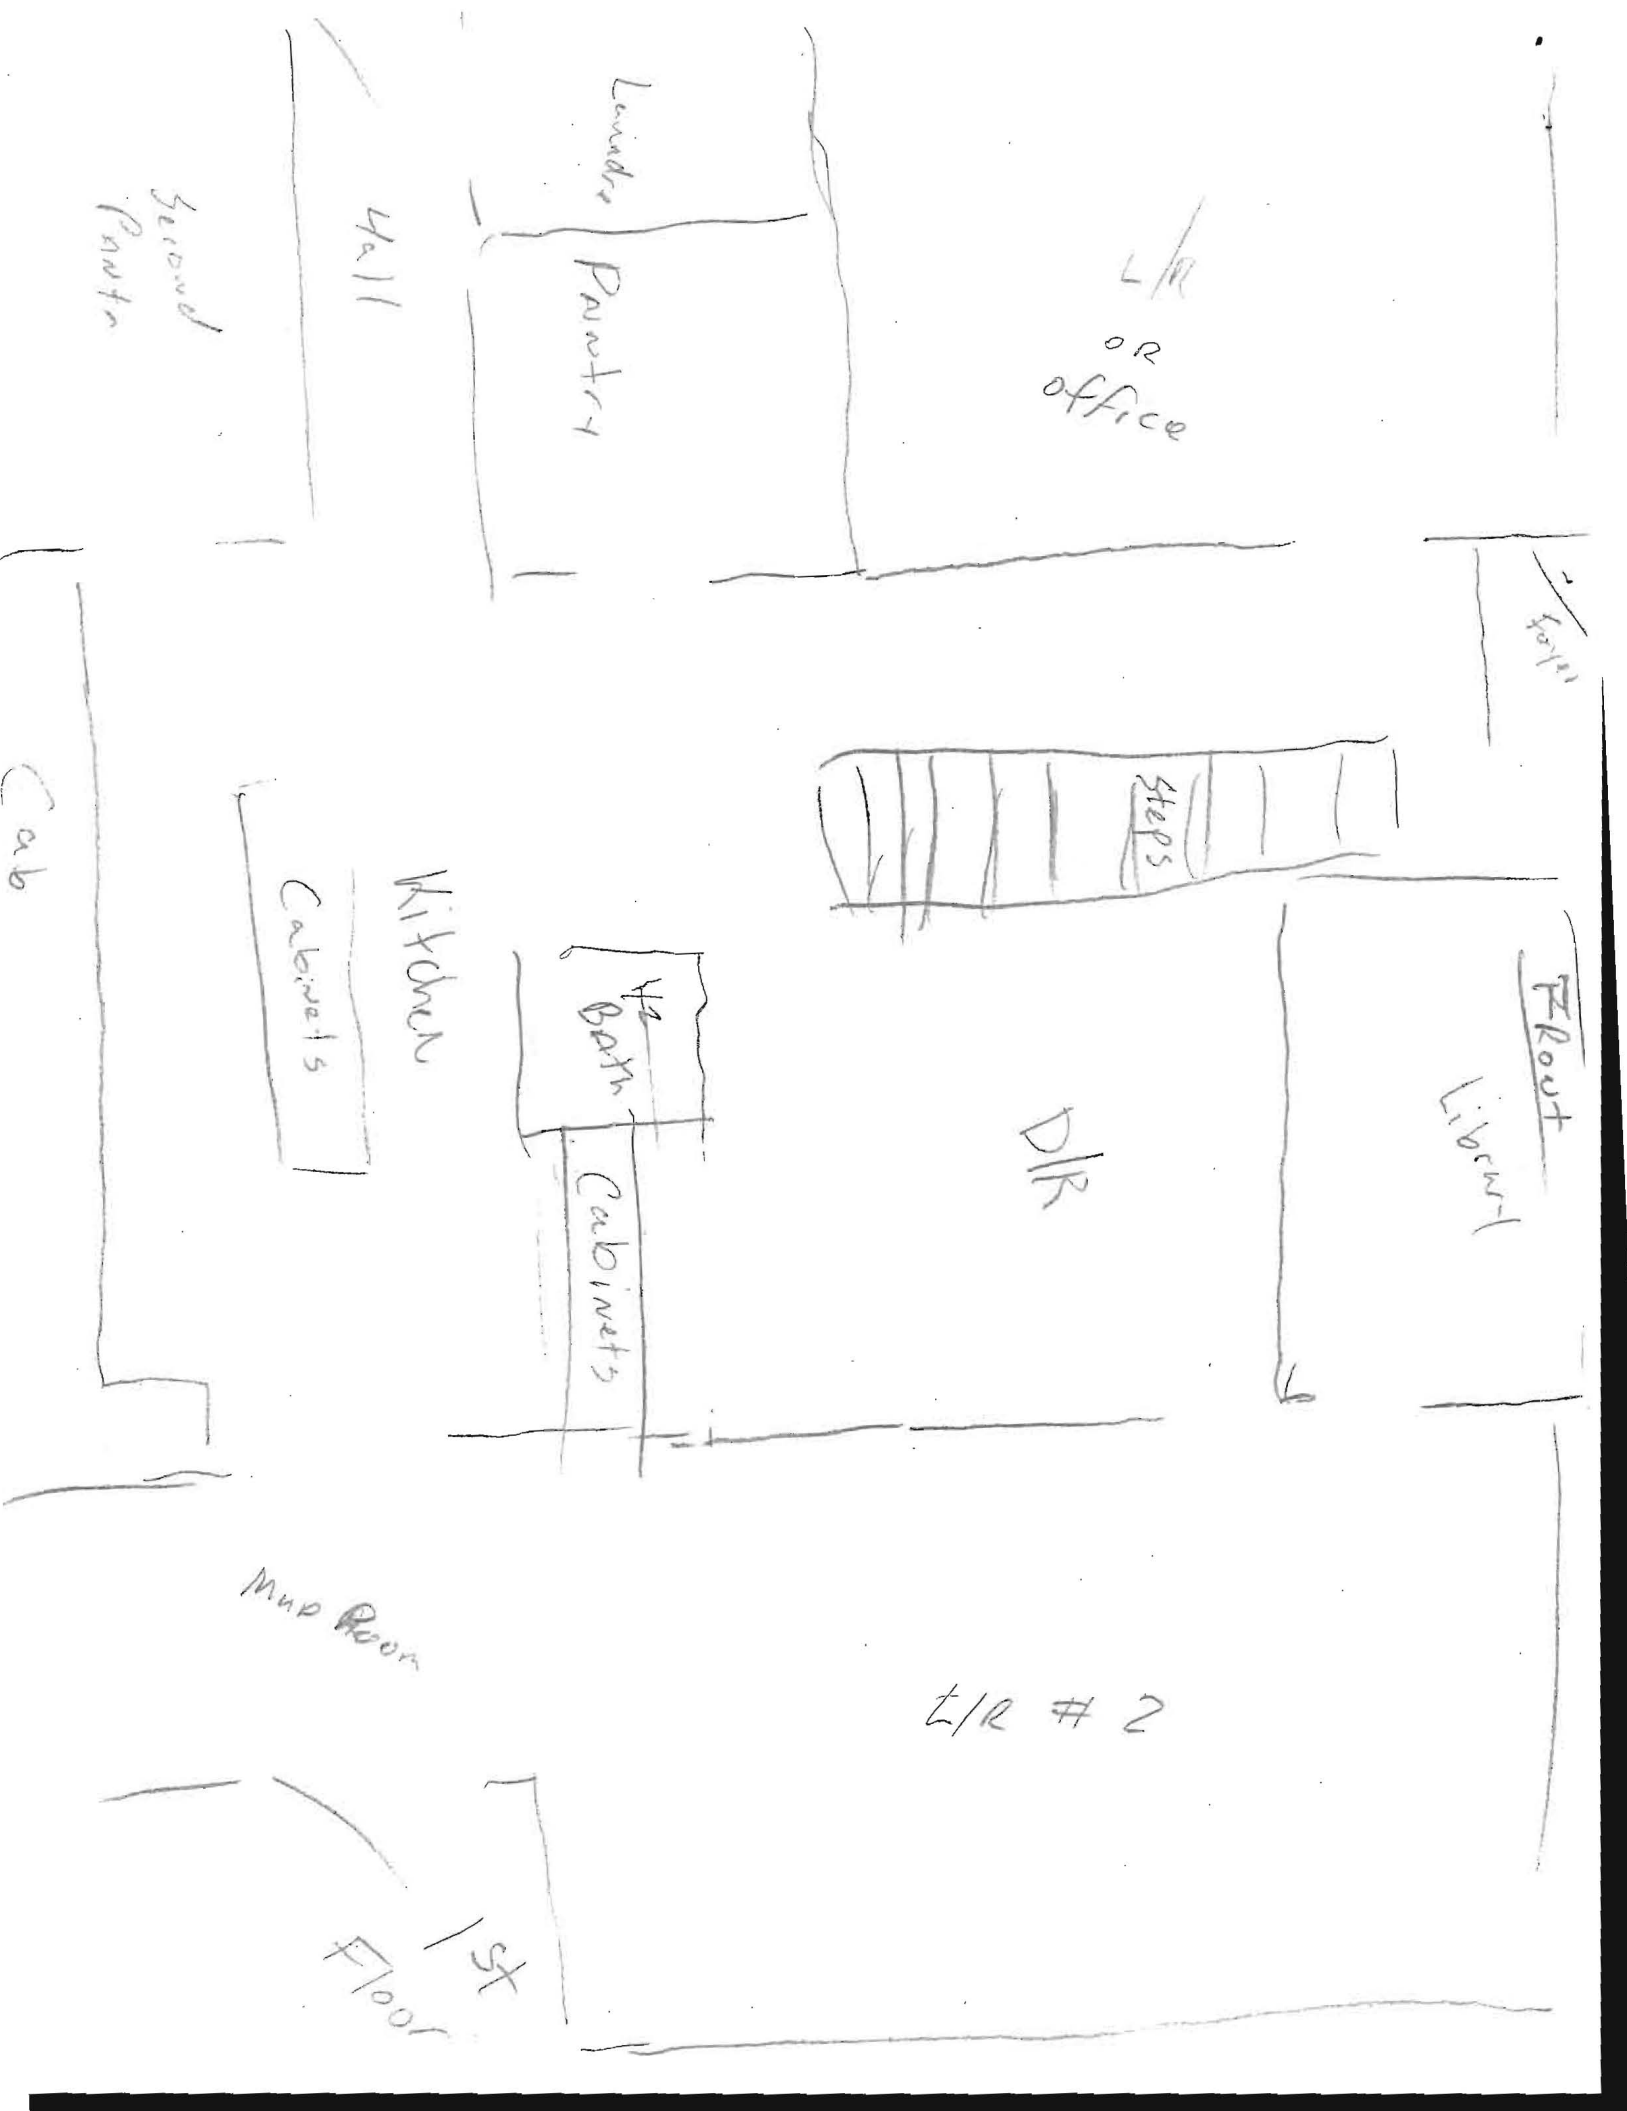 Laundry
Pantry
Hall
Second
Pantr
L/R
OR
Office
foyer
Steps
FRONT
Library
D/R
1/2
BATH
Cabinets
Kitchen
Cabinets
Cab
MUD Room
L/R # 2
1st
Floor